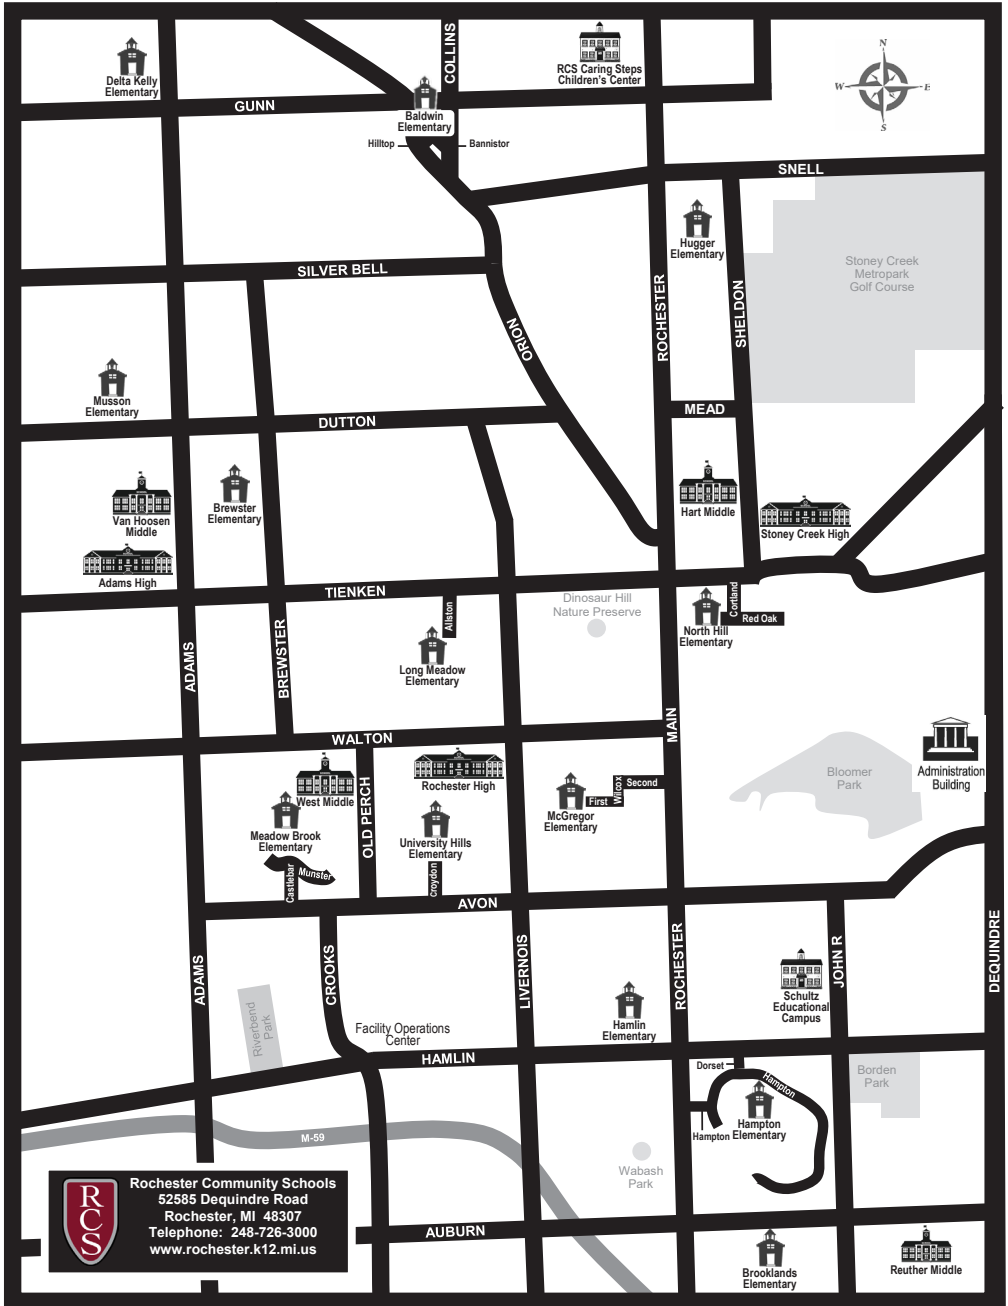 COLLINS
N
W
E
S
Delta Kelly
Elementary
RCS Caring Steps
Children's Center
GUNN
Baldwin
Elementary
Hilltop
Bannistor
SNELL
Hugger
Elementary
Stoney Creek
Metropark
Golf Course
SILVER BELL
ROCHESTER
SHELDON
ORION
Musson
Elementary
MEAD
DUTTON
Van Hoosen
Middle
Brewster
Elementary
Hart Middle
Stoney Creek High
Adams High
TIENKEN
Dinosaur Hill
Nature Preserve
Cortland
Red Oak
Allston
North Hill
Elementary
ADAMS
BREWSTER
Long Meadow
Elementary
MAIN
WALTON
Administration
Building
Bloomer
Park
West Middle
OLD PERCH
Rochester High
Second
Wilcox
First
McGregor
Elementary
Meadow Brook
Elementary
University Hills
Elementary
Munster
Castlebar
Croydon
AVON
ADAMS
CROOKS
LIVERNOIS
ROCHESTER
JOHN R
DEQUINDRE
Schultz
Educational
Campus
Riverbend
Park
Facility Operations
Center
Hamlin
Elementary
HAMLIN
Dorset
Hampton
Borden
Park
Hampton
Hampton
Elementary
M-59
Wabash
Park
RCS
Rochester Community Schools
52585 Dequindre Road
Rochester, MI 48307
Telephone: 248-726-3000
www.rochester.k12.mi.us
AUBURN
Brooklands
Elementary
Reuther Middle